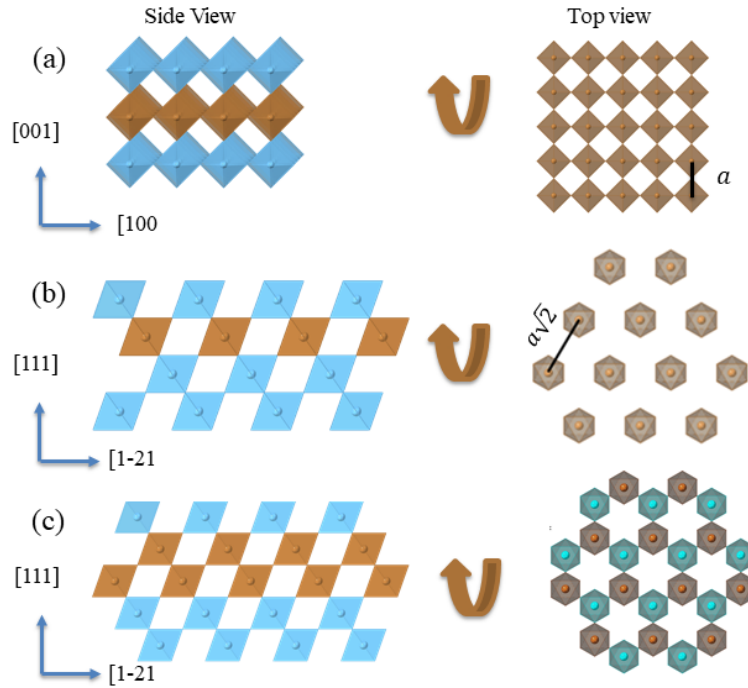 Side View
Top view
(a)
[001]
[100
a
(b)
[111]
[1-21
a√2
(c)
[111]
[1-21